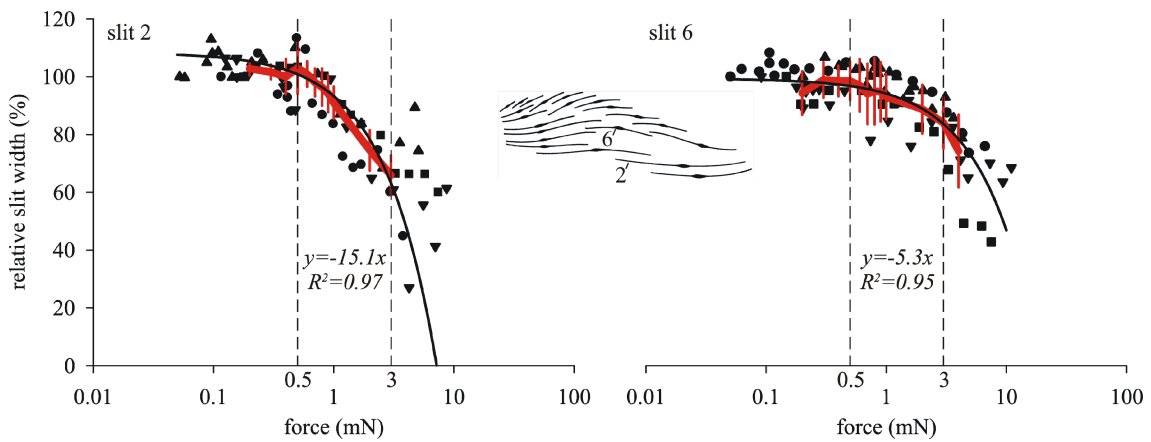 slit 2
slit 6
relative slit width (%)
120
100
80
60
40
20
0
6′
2′
y=-15.1x
R²=0.97
y=-5.3x
R²=0.95
0.01 0.1 0.5 1 3 10 100
0.01 0.1 0.5 1 3 10 100
force (mN)
force (mN)